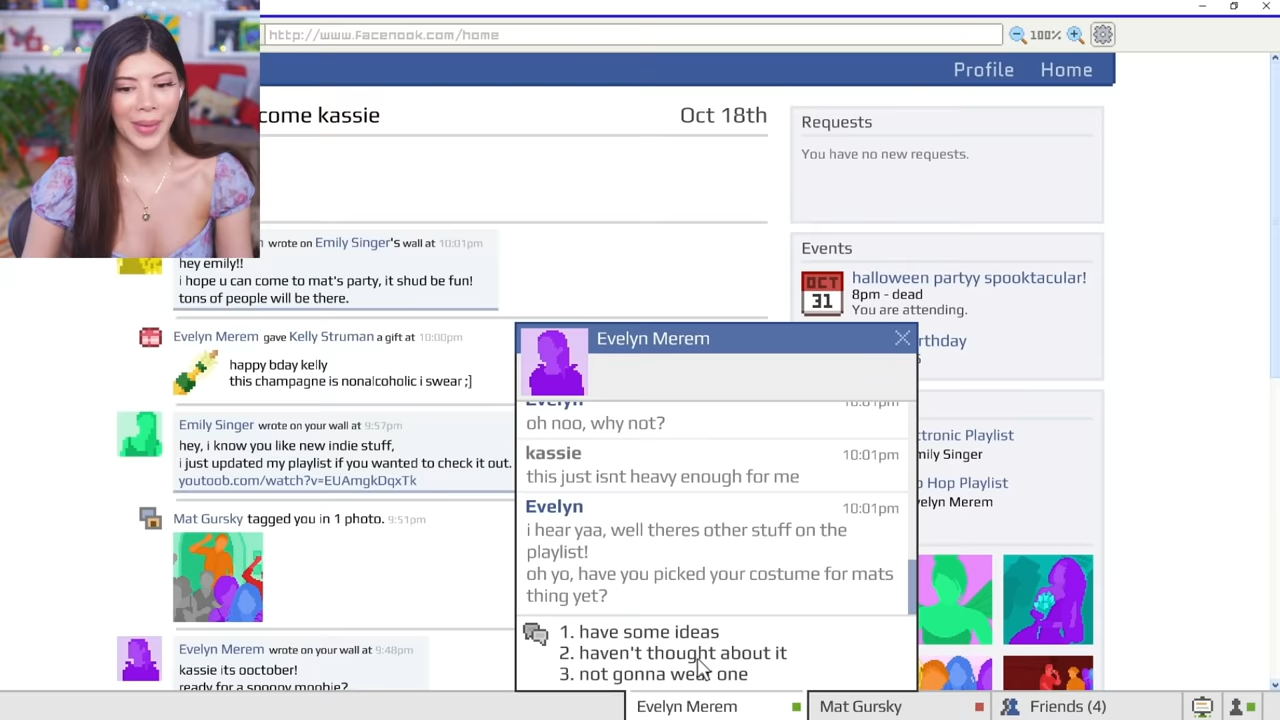 http://www.facenook.com/home
100%
Profile
Home
come kassie
Oct 18th
wrote on Emily Singer's wall at 10:01pm
hey emily!!
i hope u can come to mat's party, it shud be fun!
tons of people will be there.
Evelyn Merem gave Kelly Struman a gift at 10:00pm
happy bday kelly
this champagne is nonalcoholic i swear ;]
Emily Singer wrote on your wall at 9:57pm
hey, i know you like new indie stuff,
i just updated my playlist if you wanted to check it out.
youtoob.com/watch?v=EUAmgkDqxTk
Mat Gursky tagged you in 1 photo. 9:51pm
Evelyn Merem wrote on your wall at 9:48pm
kassie its ooctober!
ready for a spoopy moobie?
Requests
You have no new requests.
Events
OCT
31
halloween partyy spooktacular!
8pm - dead
You are attending.
rthday
ctronic Playlist
mily Singer
Hop Playlist
velyn Merem
Evelyn Merem
Evelyn 10:01pm
oh noo, why not?
kassie 10:01pm
this just isnt heavy enough for me
Evelyn 10:01pm
i hear yaa, well theres other stuff on the
playlist!
oh yo, have you picked your costume for mats
thing yet?
1. have some ideas
2. haven't thought about it
3. not gonna wear one
Evelyn Merem
Mat Gursky
Friends (4)